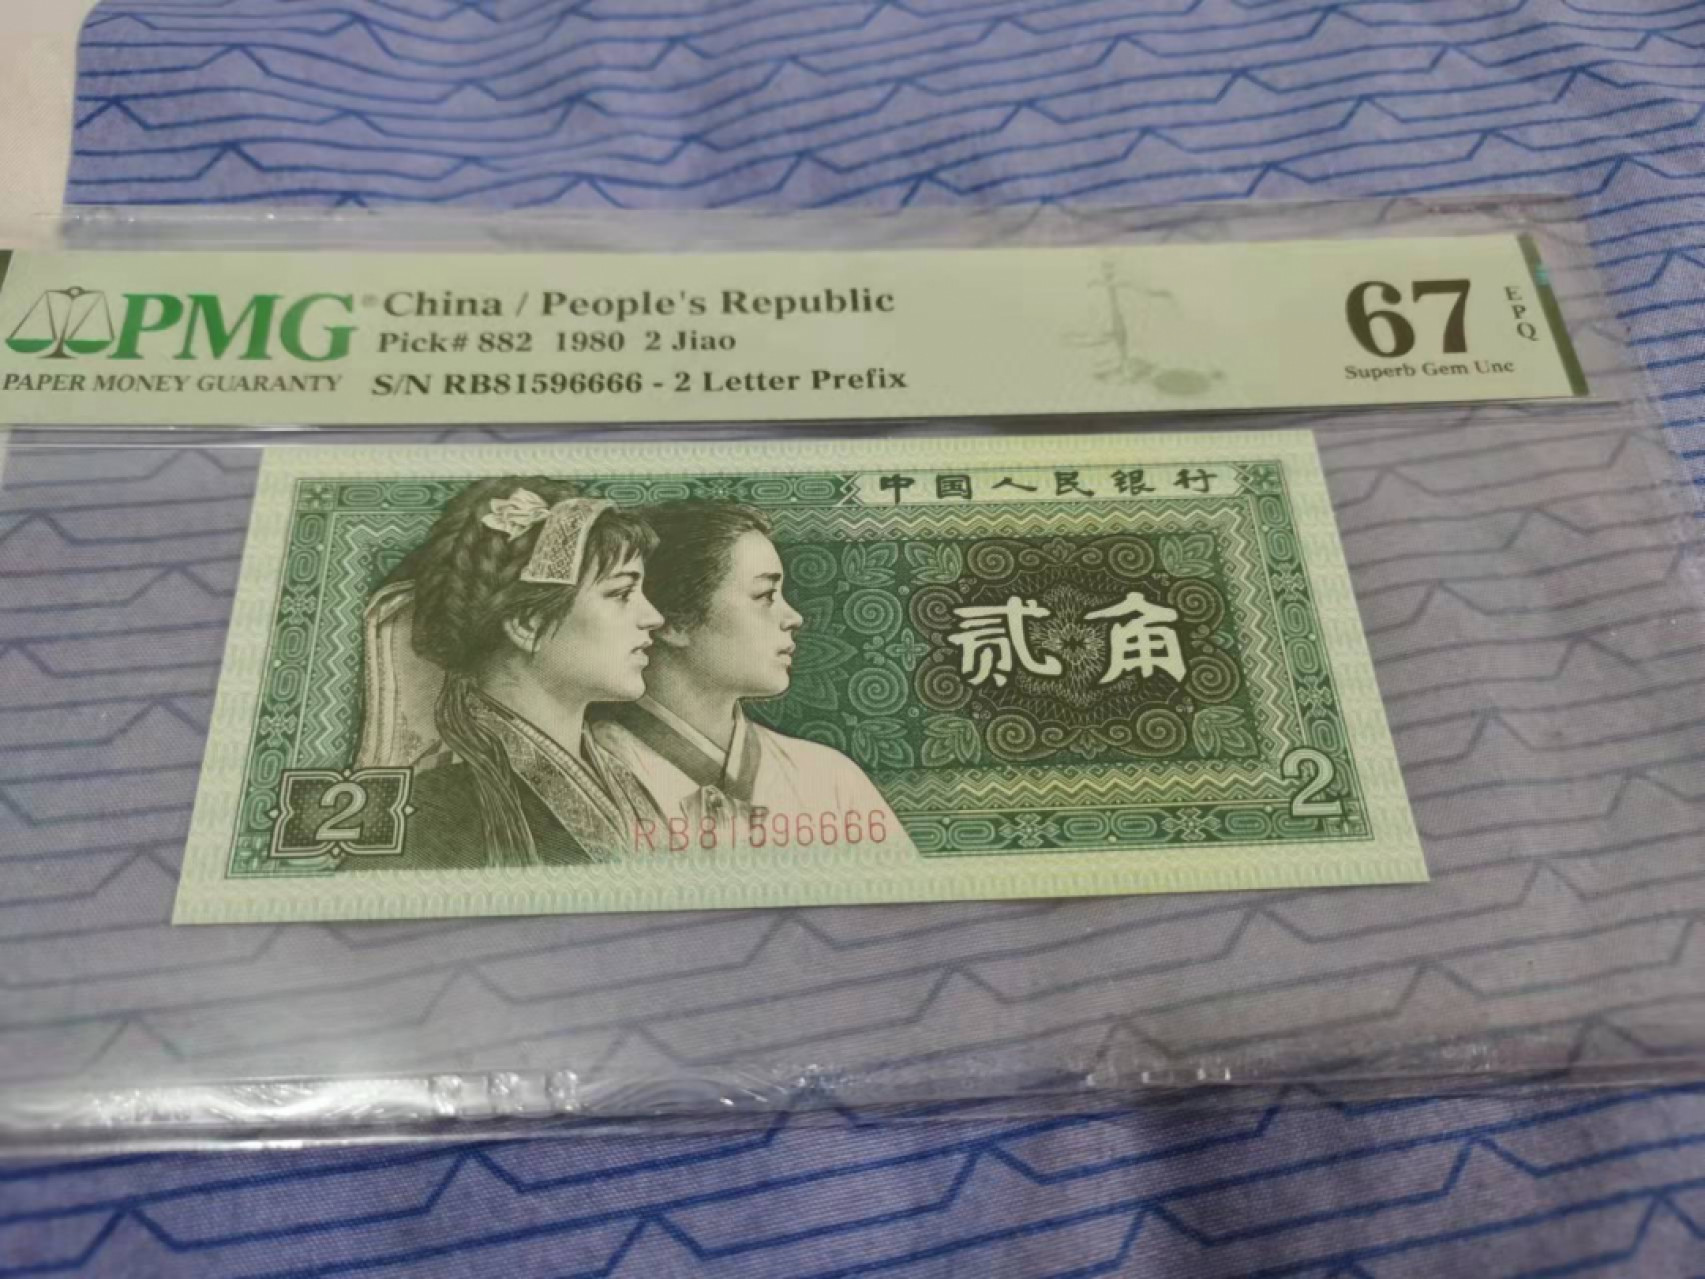 PMG® China / People's Republic
Pick# 882 1980 2 Jiao
PAPER MONEY GUARANTY S/N RB81596666 - 2 Letter Prefix
67 EPQ
Superb Gem Unc
中国人民银行
贰角
2
2
RB81596666